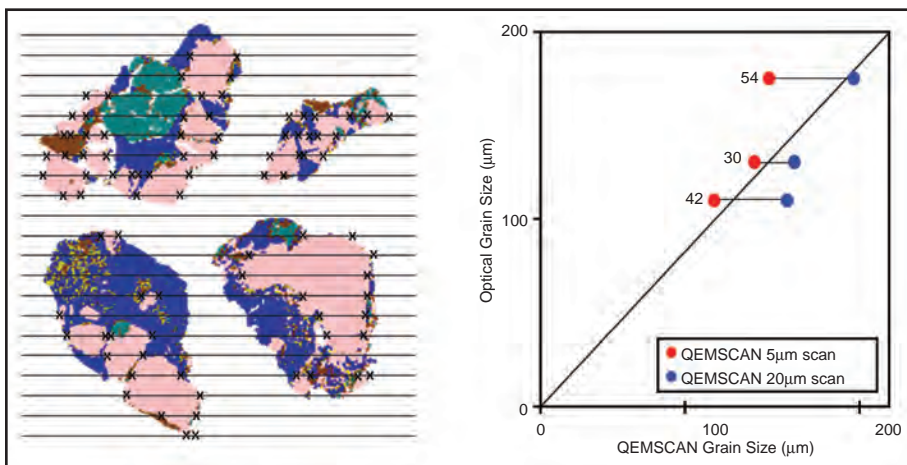 200
54
30
42
100
0
Optical Grain Size (µm)
QEMSCAN 5µm scan
QEMSCAN 20µm scan
0
100
200
QEMSCAN Grain Size (µm)